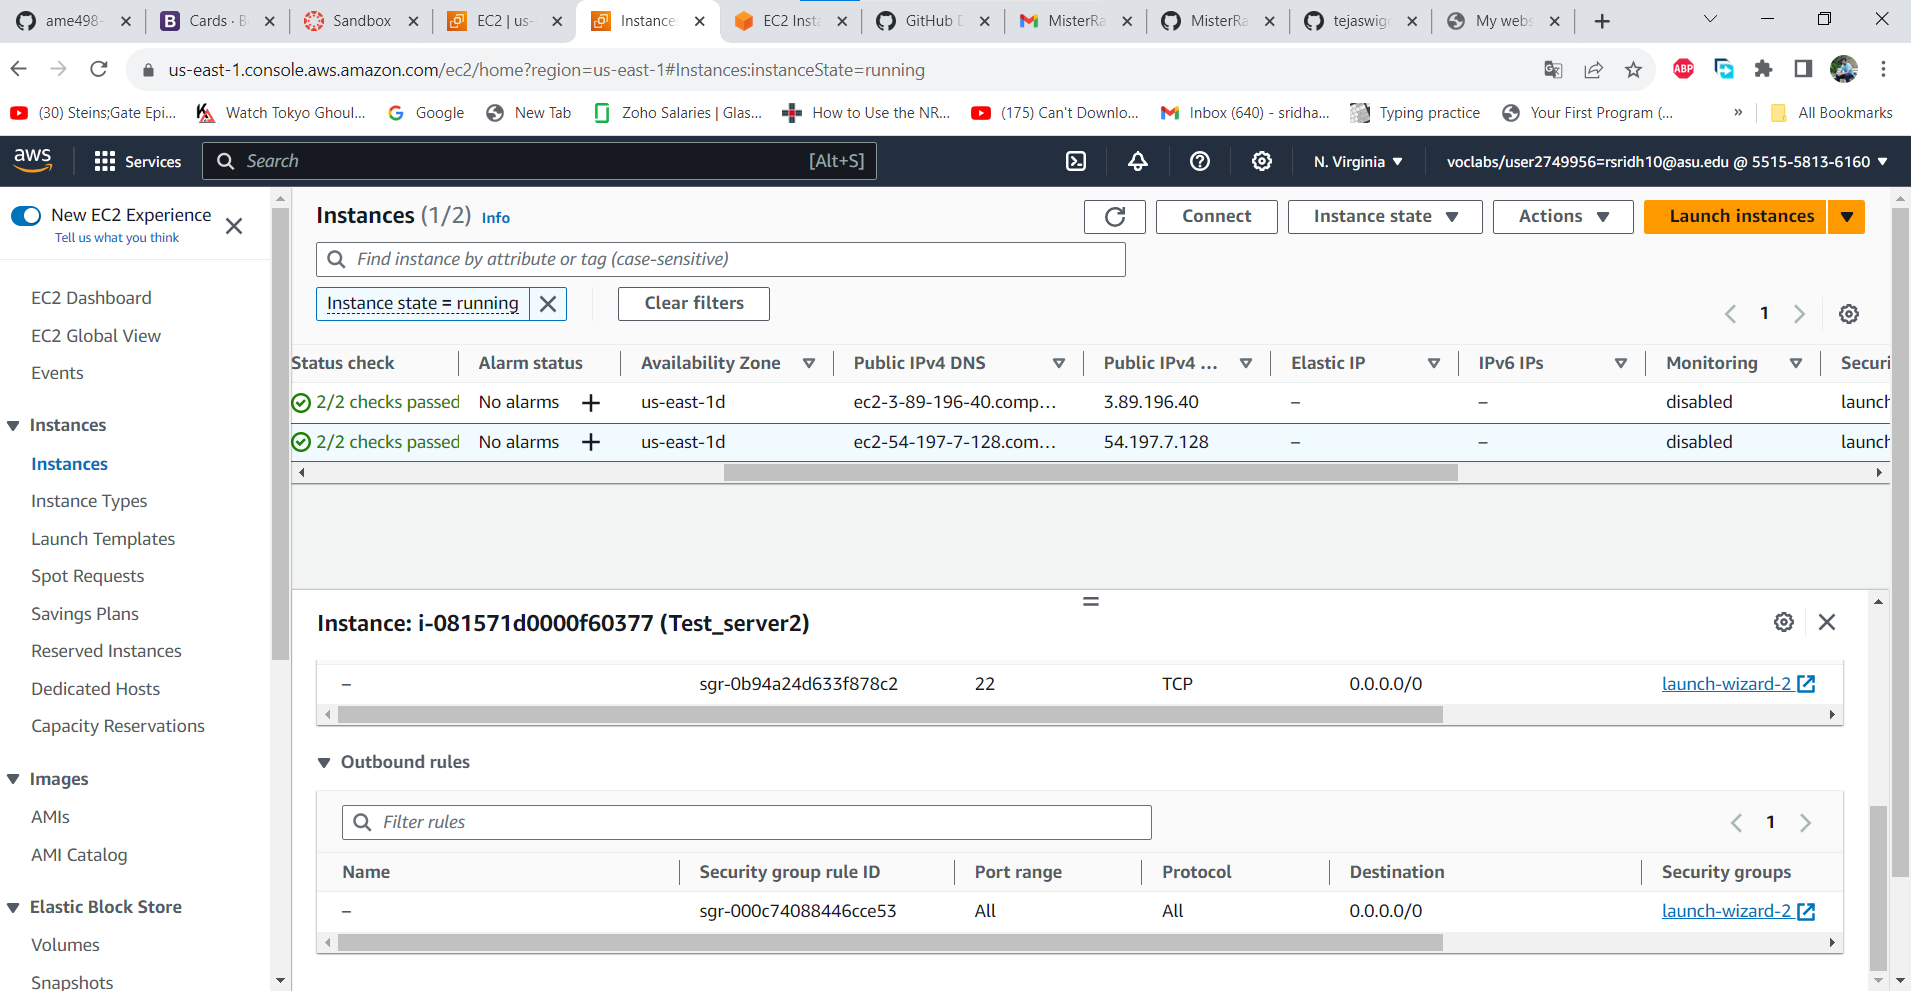 ame498-
Cards · B
Sandbox
EC2 | us-
Instances
EC2 Inst
GitHub D
MisterRa
MisterRa
tejaswigo
My webs
us-east-1.console.aws.amazon.com/ec2/home?region=us-east-1#Instances:instanceState=running
ABP
(30) Steins;Gate Epi...
Watch Tokyo Ghoul...
Google
New Tab
Zoho Salaries | Glas...
How to Use the NR...
(175) Can't Downlo...
Inbox (640) - sridha...
Typing practice
Your First Program (...
»
All Bookmarks
aws
Services
Search
[Alt+S]
N. Virginia
voclabs/user2749956=rsridh10@asu.edu @ 5515-5813-6160
New EC2 Experience
Tell us what you think
EC2 Dashboard
EC2 Global View
Events
Instances
Instances
Instance Types
Launch Templates
Spot Requests
Savings Plans
Reserved Instances
Dedicated Hosts
Capacity Reservations
Images
AMIs
AMI Catalog
Elastic Block Store
Volumes
Snapshots
Instances (1/2) Info
Connect
Instance state
Actions
Launch instances
Find instance by attribute or tag (case-sensitive)
Instance state = running
Clear filters
1
Status check Alarm status Availability Zone Public IPv4 DNS Public IPv4 ... Elastic IP IPv6 IPs Monitoring Securi
2/2 checks passed No alarms + us-east-1d ec2-3-89-196-40.comp... 3.89.196.40 – – disabled launch
2/2 checks passed No alarms + us-east-1d ec2-54-197-7-128.com... 54.197.7.128 – – disabled launch
Instance: i-081571d0000f60377 (Test_server2)
– sgr-0b94a24d633f878c2 22 TCP 0.0.0.0/0 launch-wizard-2
Outbound rules
Filter rules
1
Name Security group rule ID Port range Protocol Destination Security groups
– sgr-000c74088446cce53 All All 0.0.0.0/0 launch-wizard-2